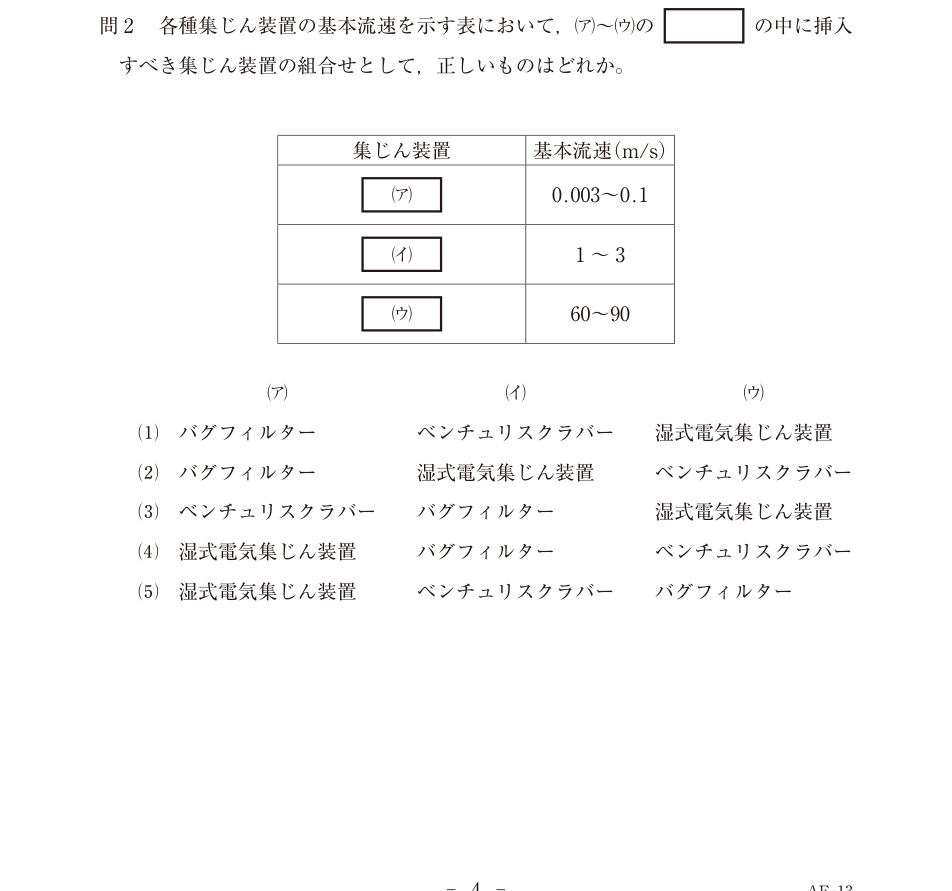 問2　各種集じん装置の基本流速を示す表において，㈦～㈨の　の中に挿入
すべき集じん装置の組合せとして，正しいものはどれか。
集じん装置　基本流速(m/s)
(ア)　0.003～0.1
(イ)　1～3
(ウ)　60～90
(ア)　(イ)　(ウ)
⑴　バグフィルター　ベンチュリスクラバー　湿式電気集じん装置
⑵　バグフィルター　湿式電気集じん装置　ベンチュリスクラバー
⑶　ベンチュリスクラバー　バグフィルター　湿式電気集じん装置
⑷　湿式電気集じん装置　バグフィルター　ベンチュリスクラバー
⑸　湿式電気集じん装置　ベンチュリスクラバー　バグフィルター
－ 4 －